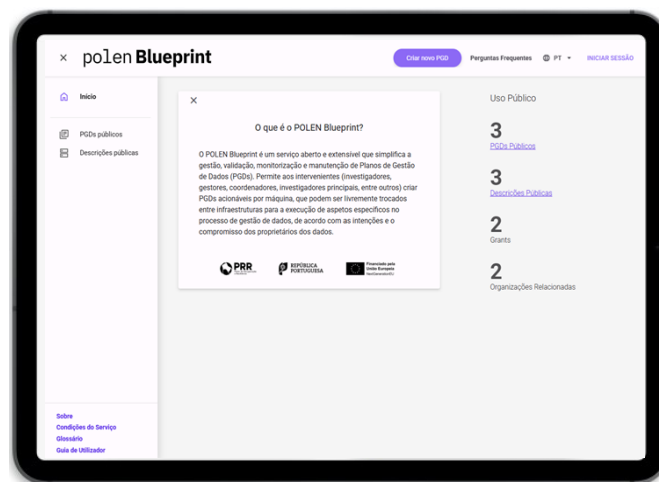 × polen Blueprint
Criar novo PGD
Perguntas Frequentes
PT
INICIAR SESSÃO
Início
PGDs públicos
Descrições públicas
×
O que é o POLEN Blueprint?
O POLEN Blueprint é um serviço aberto e extensível que simplifica a
gestão, validação, monitorização e manutenção de Planos de Gestão
de Dados (PGDs). Permite aos intervenientes (investigadores,
gestores, coordenadores, investigadores principais, entre outros) criar
PGDs acionáveis por máquina, que podem ser livremente trocados
entre infraestruturas para a execução de aspetos específicos no
processo de gestão de dados, de acordo com as intenções e o
compromisso dos proprietários dos dados.
PRR
REPÚBLICA
PORTUGUESA
Financiado pela
União Europeia
NextGenerationEU
Uso Público
3
PGDs Públicos
3
Descrições Públicas
2
Grants
2
Organizações Relacionadas
Sobre
Condições do Serviço
Glossário
Guia de Utilizador